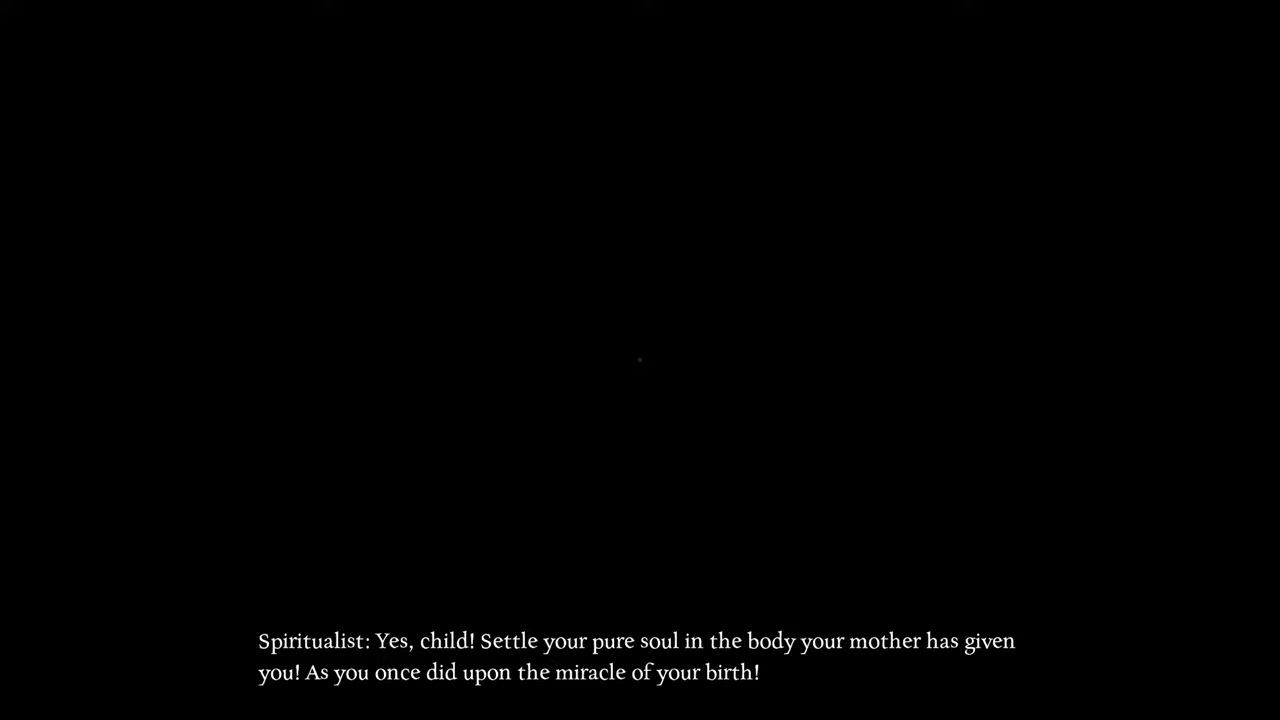 Spiritualist: Yes, child! Settle your pure soul in the body your mother has given
you! As you once did upon the miracle of your birth!